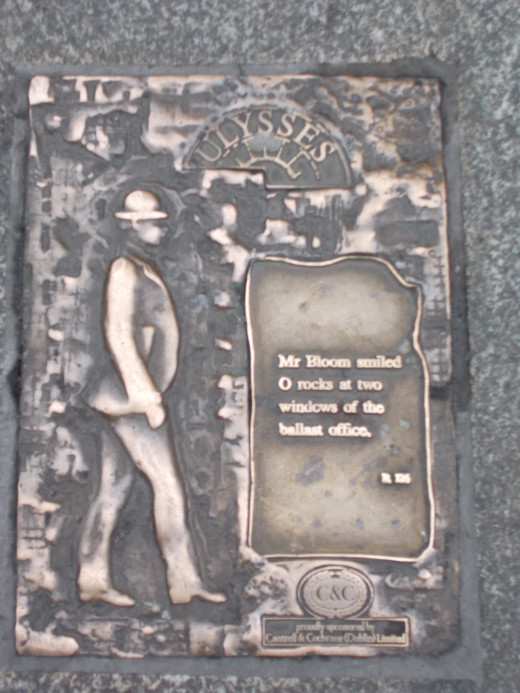 ULYSSES
Mr Bloom smiled
O rocks at two
windows of the
ballast office.
C&C
proudly sponsored by
Cantrell & Cochrane (Dublin) Limited